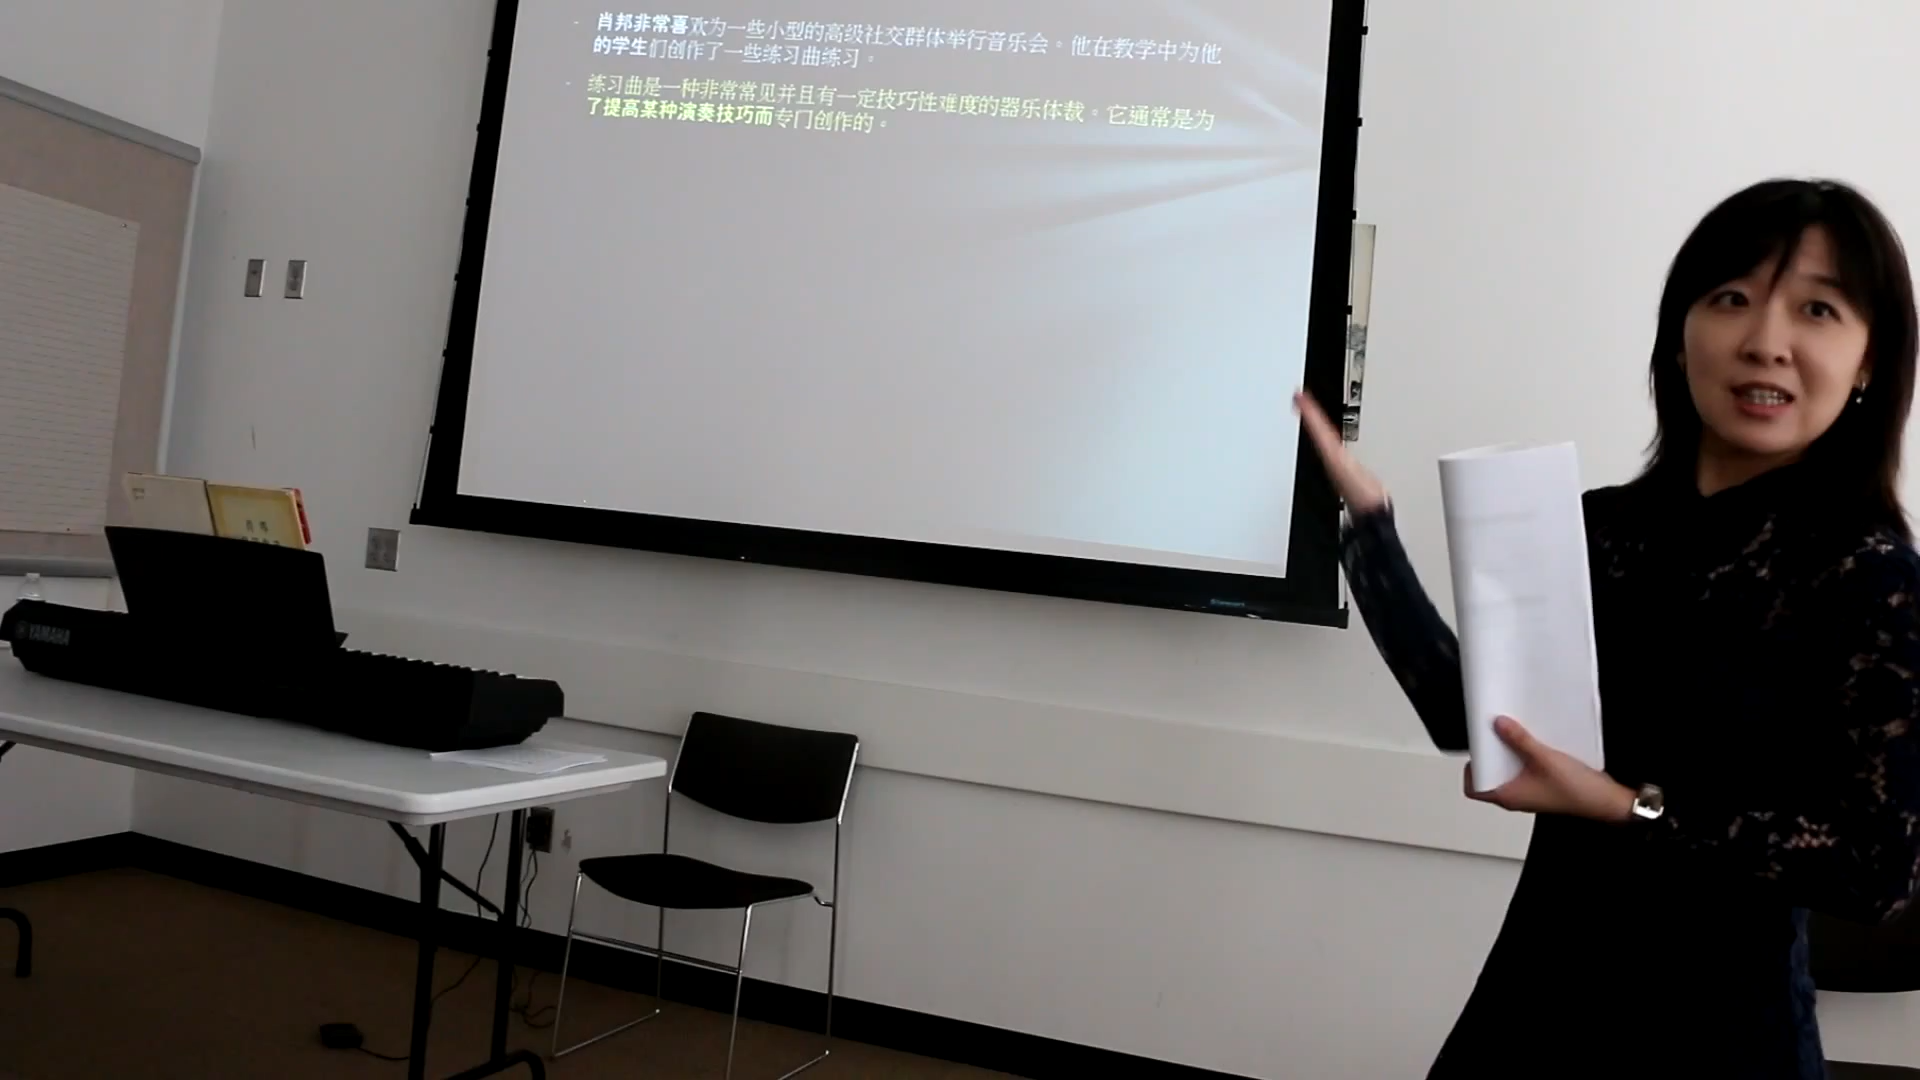 - 肖邦非常喜欢为一些小型的高级社交群体举行音乐会。他在教学中为他
的学生们创作了一些练习曲练习。
- 练习曲是一种非常常见并且有一定技巧性难度的器乐体裁。它通常是为
了提高某种演奏技巧而专门创作的。
肖邦
YAMAHA